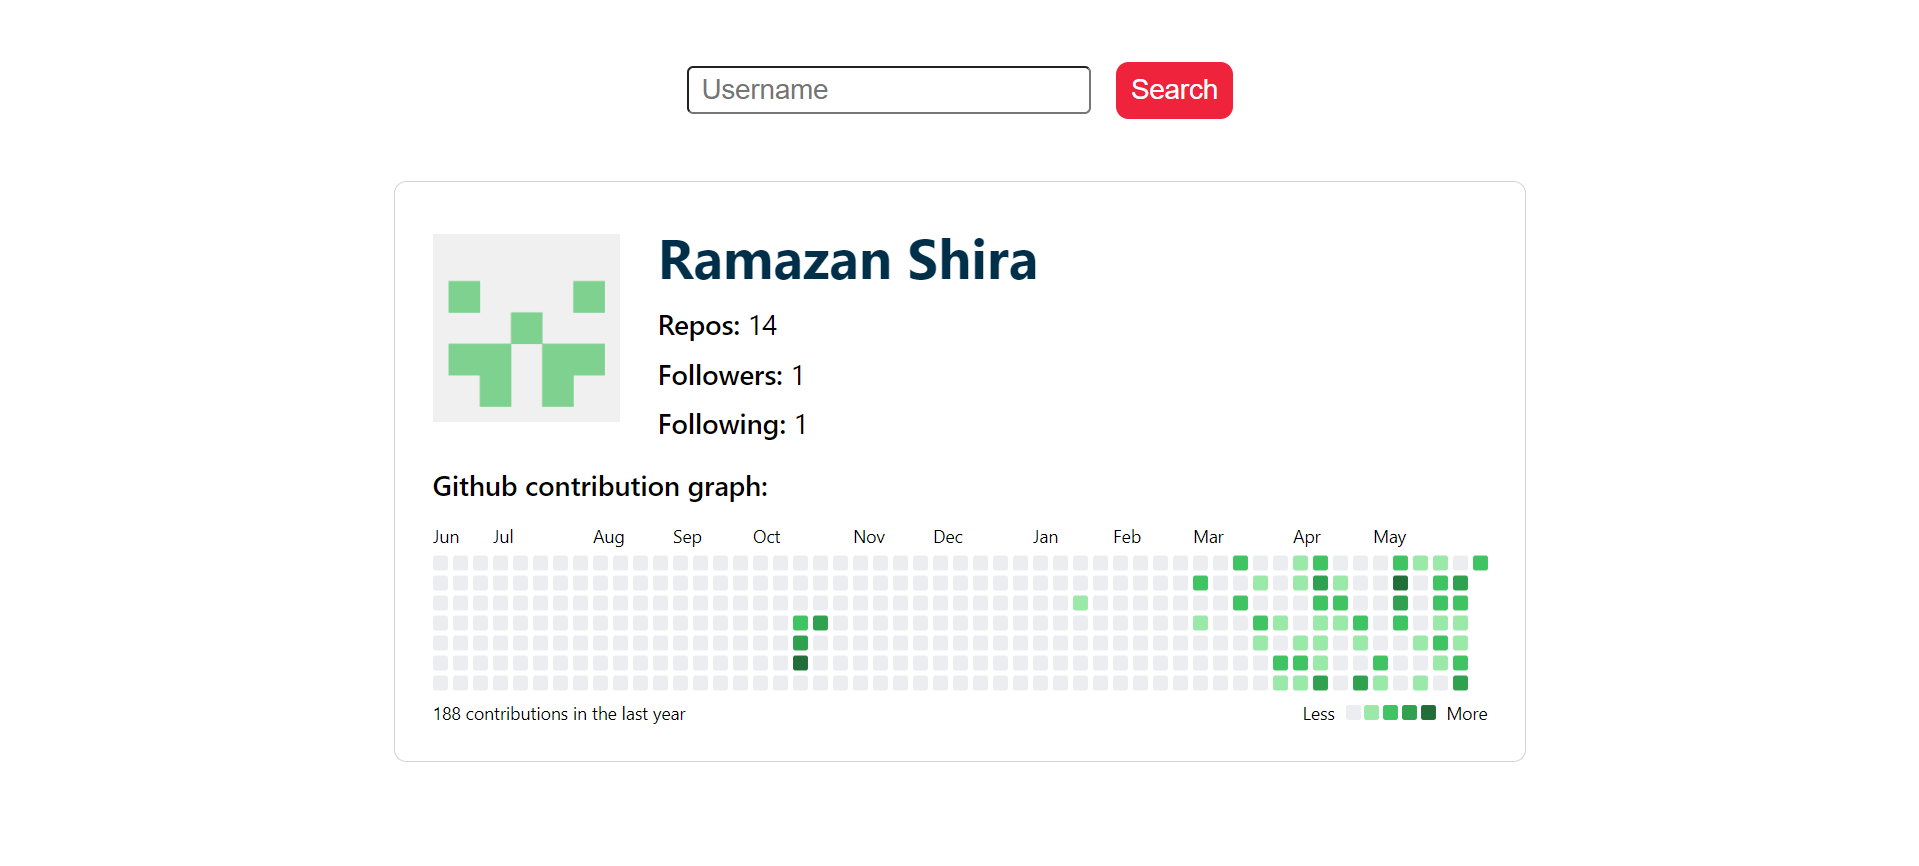 Username
Search
Ramazan Shira
Repos: 14
Followers: 1
Following: 1
Github contribution graph:
Jun Jul Aug Sep Oct Nov Dec Jan Feb Mar Apr May
188 contributions in the last year Less More